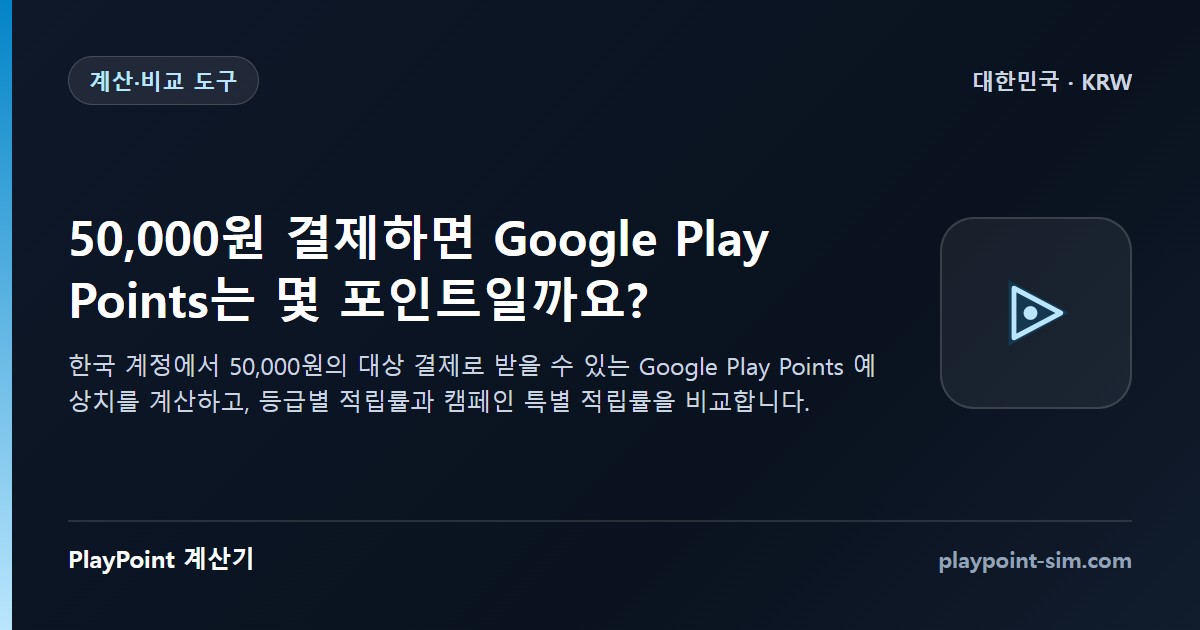 계산·비교 도구
대한민국 · KRW
50,000원 결제하면 Google Play
Points는 몇 포인트일까요?
한국 계정에서 50,000원의 대상 결제로 받을 수 있는 Google Play Points 예
상치를 계산하고, 등급별 적립률과 캠페인 특별 적립률을 비교합니다.
PlayPoint 계산기
playpoint-sim.com